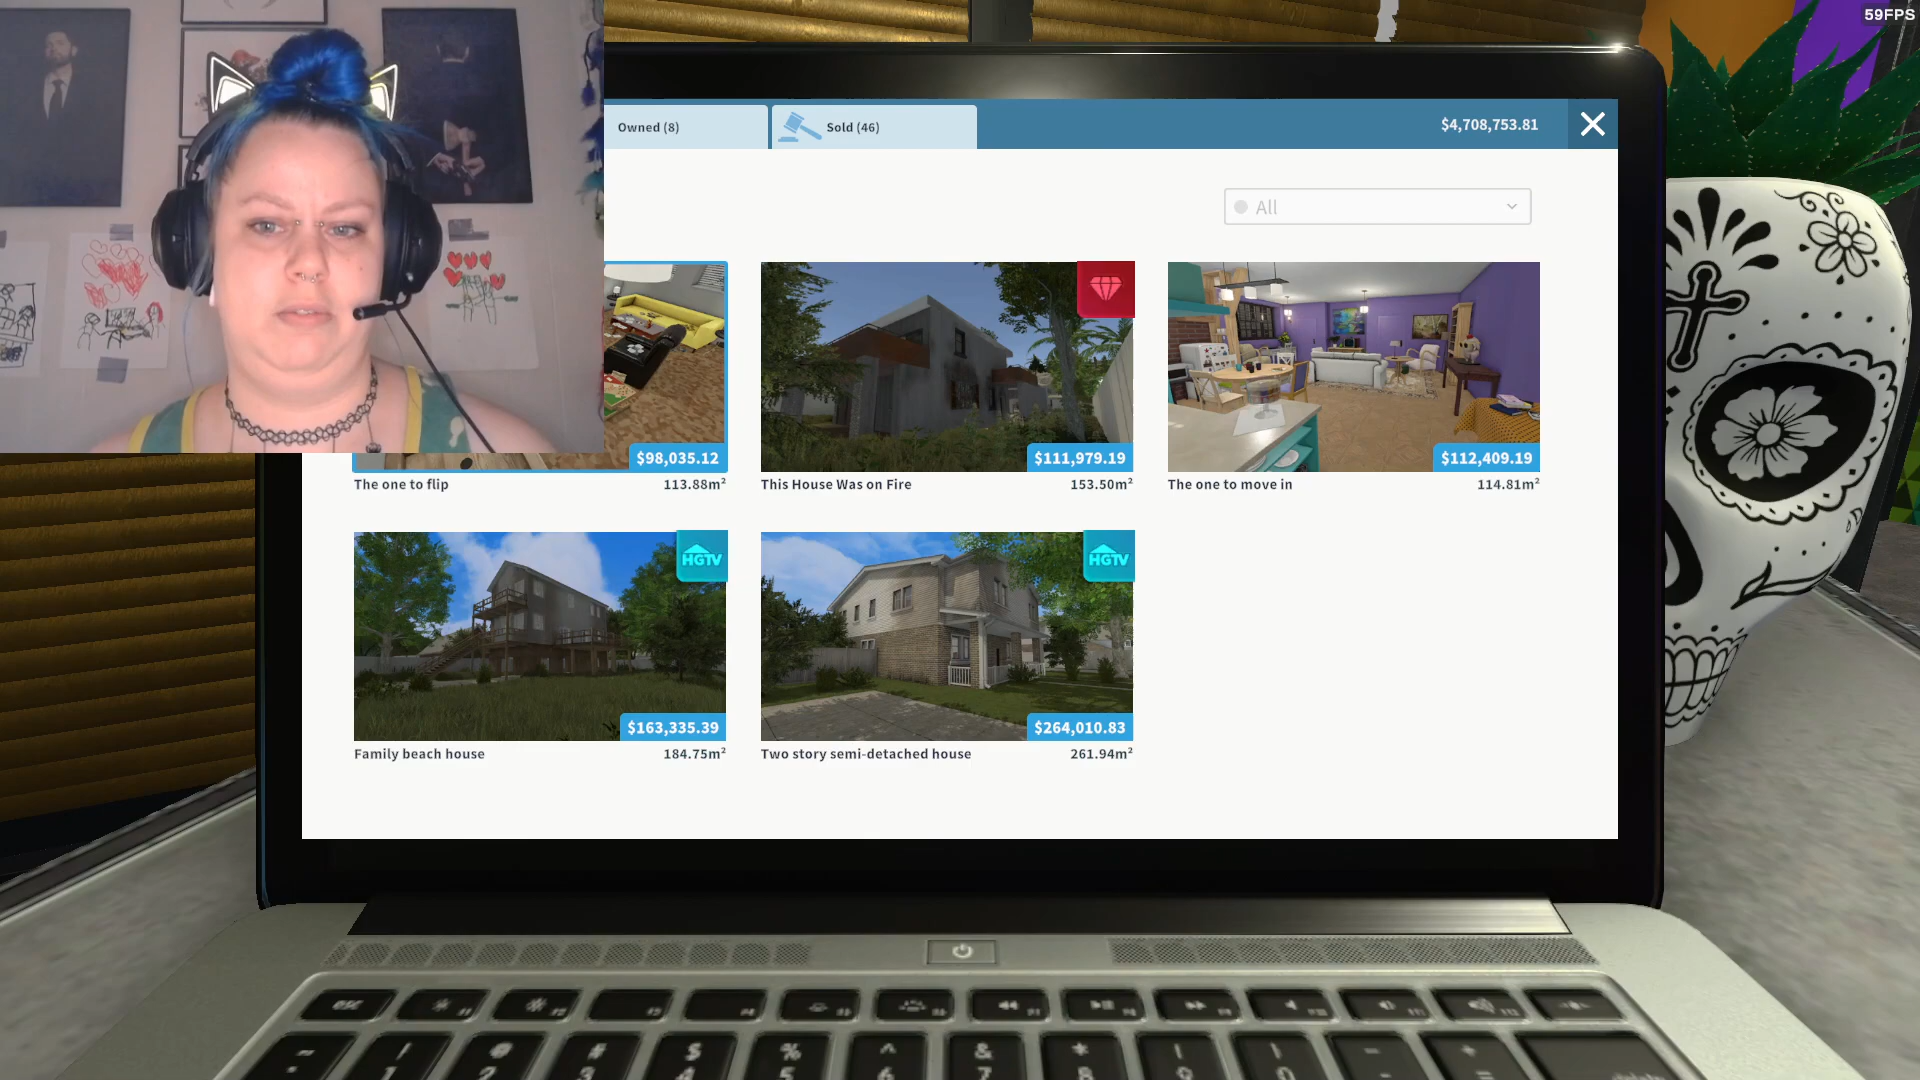 59FPS
Owned (8)
Sold (46)
$4,708,753.81
All
$98,035.12
$111,979.19
$112,409.19
The one to flip
113.88m²
This House Was on Fire
153.50m²
The one to move in
114.81m²
HGTV
HGTV
$163,335.39
$264,010.83
Family beach house
184.75m²
Two story semi-detached house
261.94m²
esc